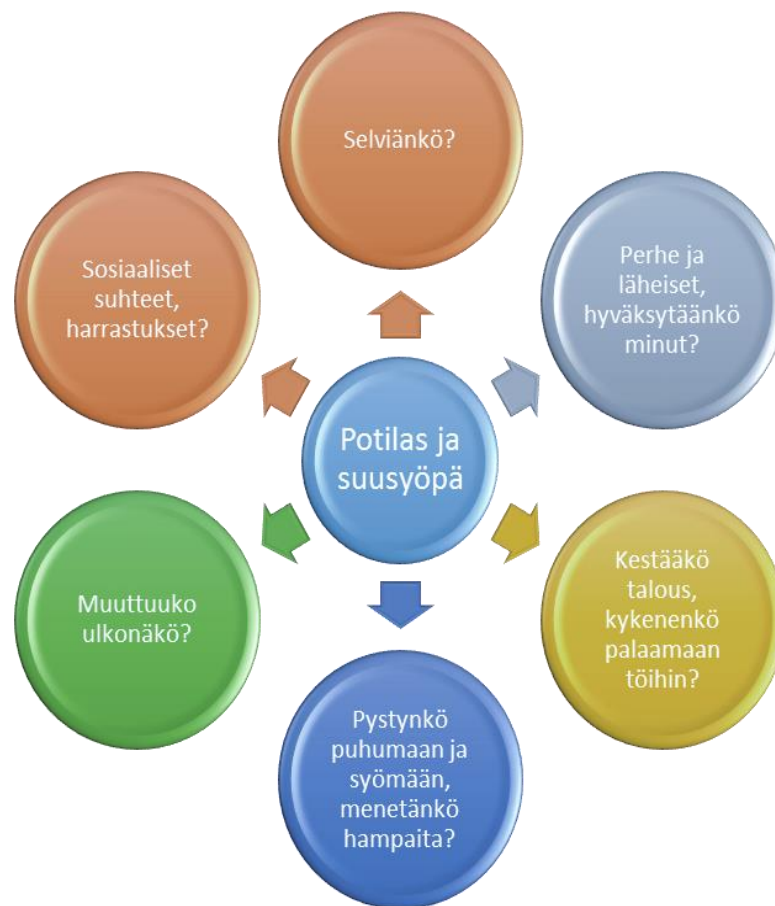 Selviänkö?
Perhe ja
läheiset,
hyväksytäänkö
minut?
Kestääkö
talous,
kykenenkö
palaamaan
töihin?
Pystynkö
puhumaan ja
syömään,
menetänkö
hampaita?
Muuttuuko
ulkonäkö?
Sosiaaliset
suhteet,
harrastukset?
Potilas ja
suusyöpä